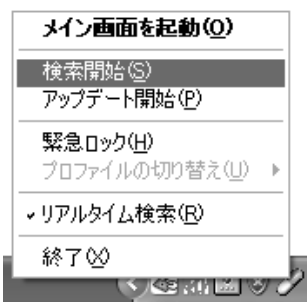 メイン画面を起動(O)
検索開始(S)
アップデート開始(P)
緊急ロック(H)
プロファイルの切り替え(U)
リアルタイム検索(R)
終了(X)